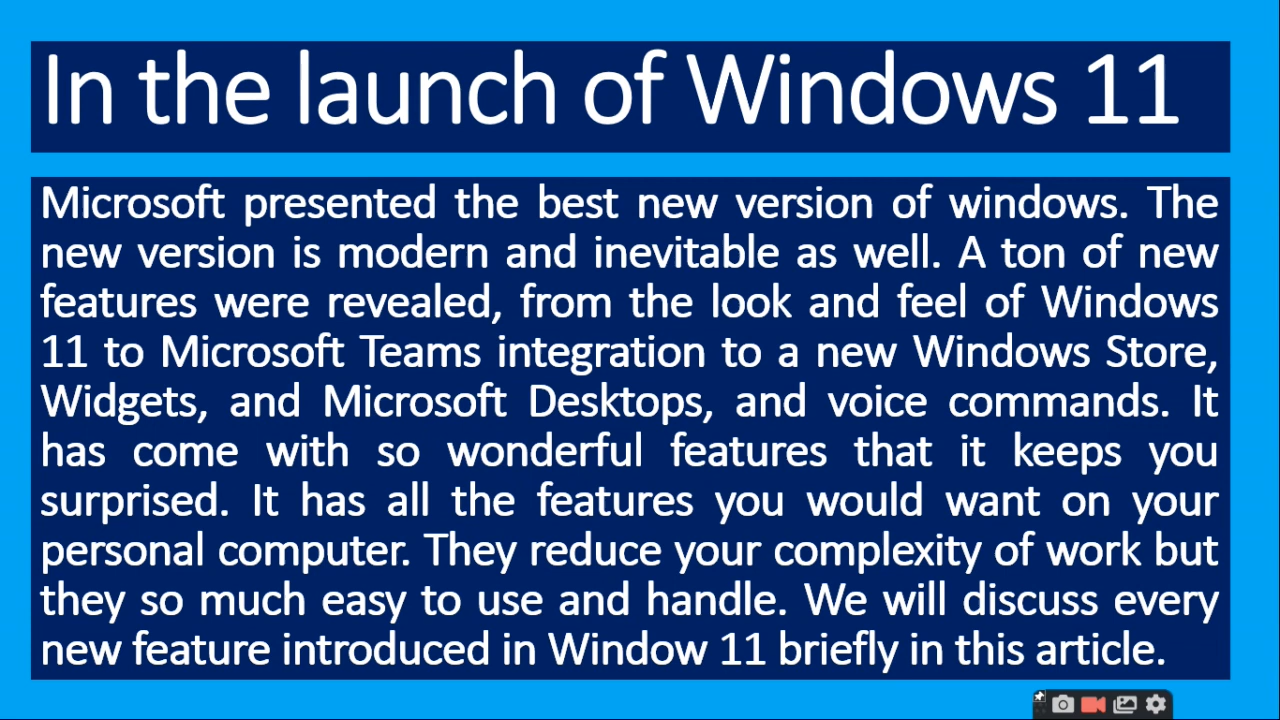 In the launch of Windows 11
Microsoft presented the best new version of windows. The
new version is modern and inevitable as well. A ton of new
features were revealed, from the look and feel of Windows
11 to Microsoft Teams integration to a new Windows Store,
Widgets, and Microsoft Desktops, and voice commands. It
has come with so wonderful features that it keeps you
surprised. It has all the features you would want on your
personal computer. They reduce your complexity of work but
they so much easy to use and handle. We will discuss every
new feature introduced in Window 11 briefly in this article.